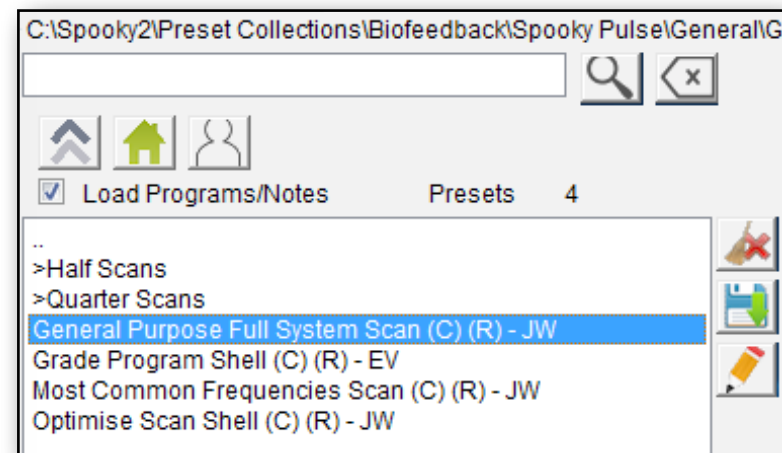 C:\Spooky2\Preset Collections\Biofeedback\Spooky Pulse\General\G
Load Programs/Notes Presets 4
..
>Half Scans
>Quarter Scans
General Purpose Full System Scan (C) (R) - JW
Grade Program Shell (C) (R) - EV
Most Common Frequencies Scan (C) (R) - JW
Optimise Scan Shell (C) (R) - JW